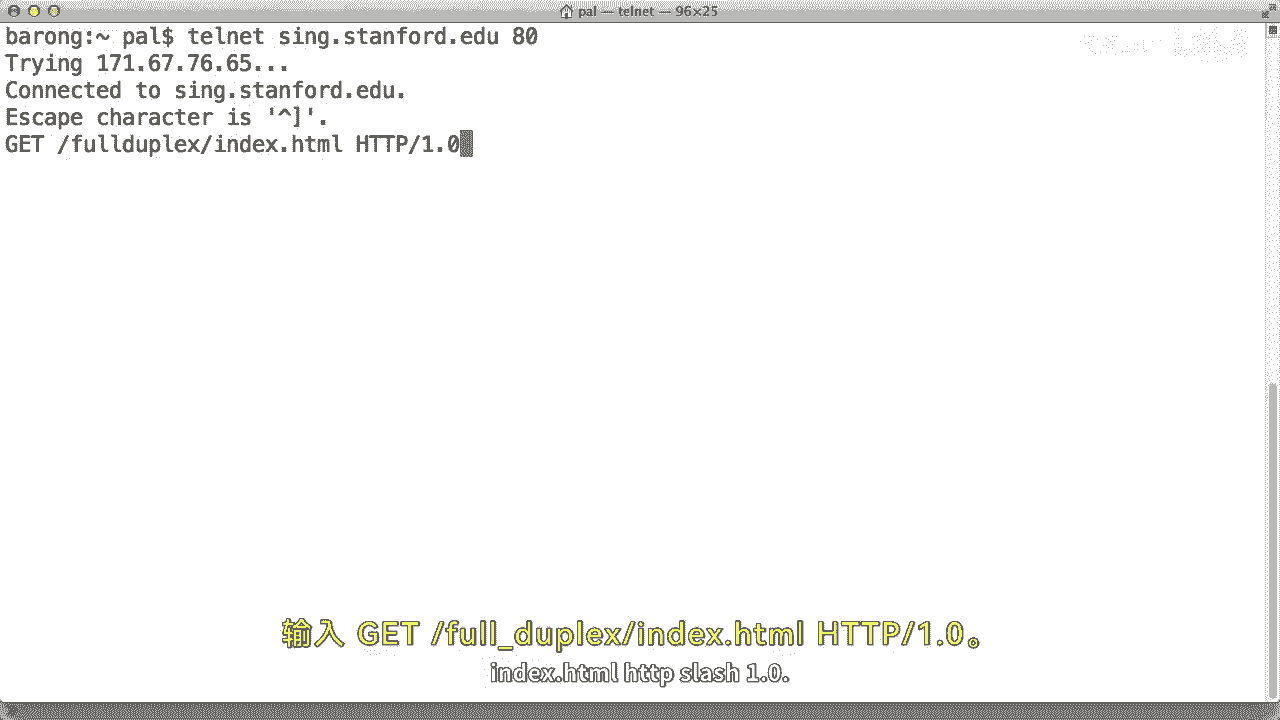 pal — telnet — 96×25
barong:~ pal$ telnet sing.stanford.edu 80
Trying 171.67.76.65...
Connected to sing.stanford.edu.
Escape character is '^]'.
GET /fullduplex/index.html HTTP/1.0
输入 GET /full_duplex/index.html HTTP/1.0。
index.html http slash 1.0.